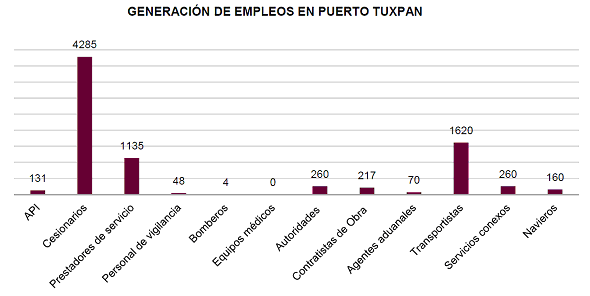 GENERACIÓN DE EMPLEOS EN PUERTO TUXPAN
4285
1620
1135
131
48
4
0
260
217
70
260
160
API
Cesionarios
Prestadores de servicio
Personal de vigilancia
Bomberos
Equipos médicos
Autoridades
Contratistas de Obra
Agentes aduanales
Transportistas
Servicios conexos
Navieros